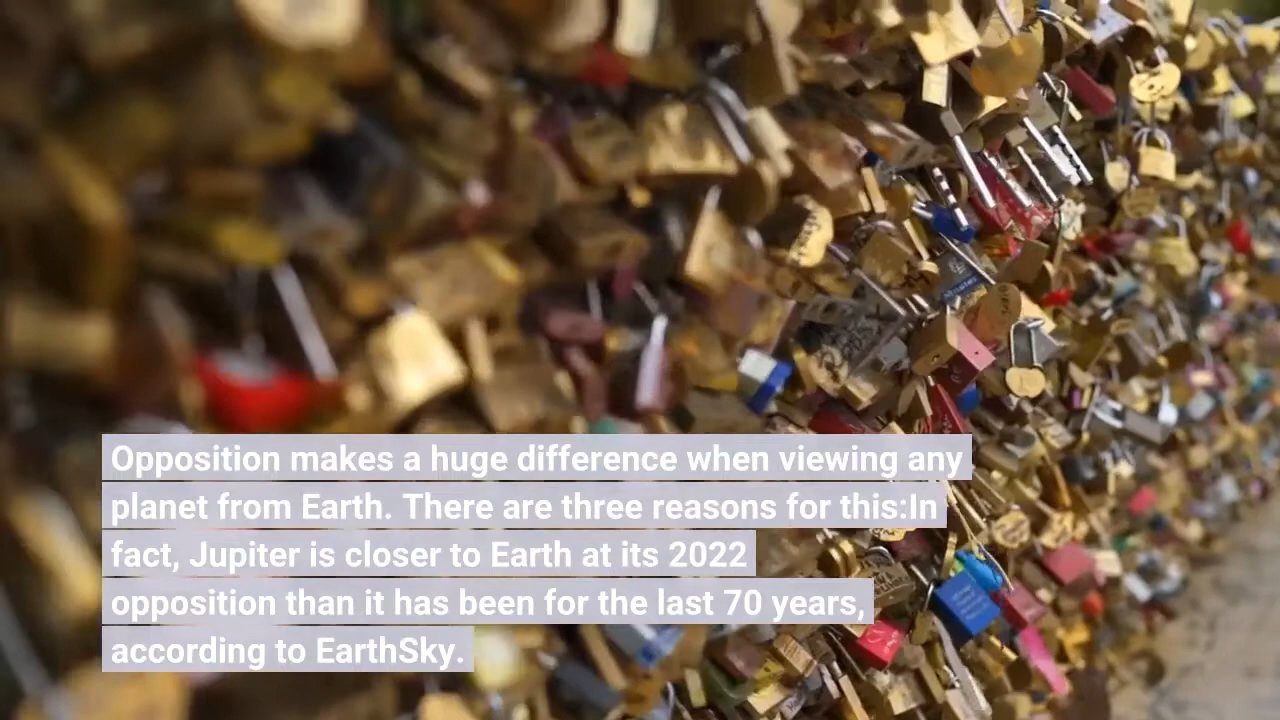 Opposition makes a huge difference when viewing any
planet from Earth. There are three reasons for this:In
fact, Jupiter is closer to Earth at its 2022
opposition than it has been for the last 70 years,
according to EarthSky.